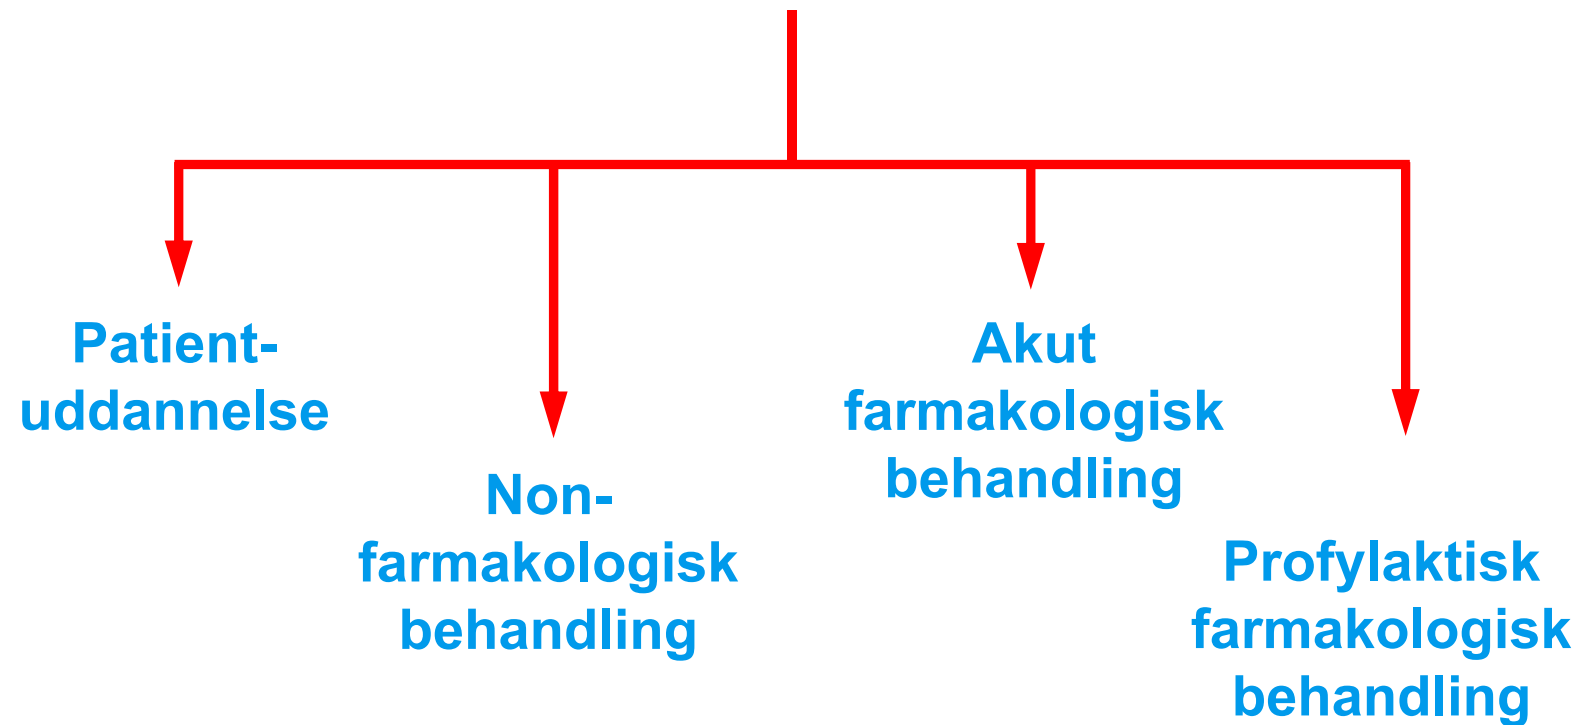 Patient-
uddannelse
Non-
farmakologisk
behandling
Akut
farmakologisk
behandling
Profylaktisk
farmakologisk
behandling